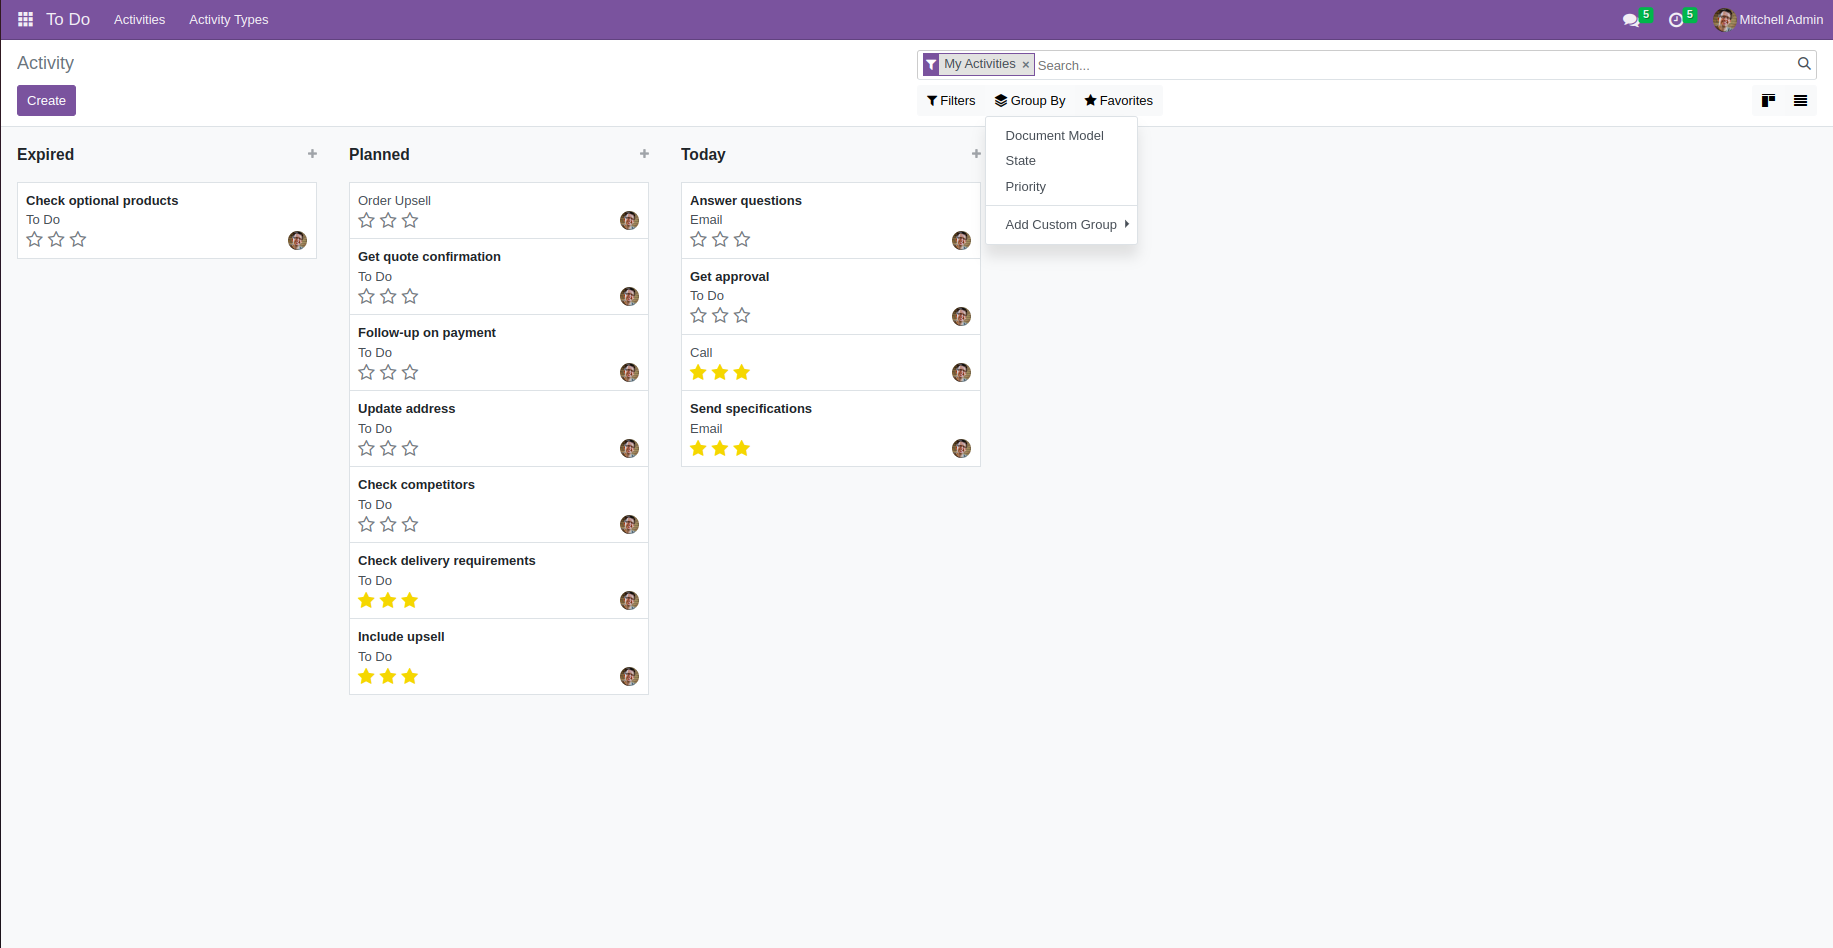 To Do Activities Activity Types 5 5 Mitchell Admin
Activity
My Activities × Search...
Create
Filters Group By Favorites
Document Model
State
Priority
Add Custom Group
Expired +
Check optional products
To Do
Planned +
Order Upsell
Get quote confirmation
To Do
Follow-up on payment
To Do
Update address
To Do
Check competitors
To Do
Check delivery requirements
To Do
Include upsell
To Do
Today +
Answer questions
Email
Get approval
To Do
Call
Send specifications
Email